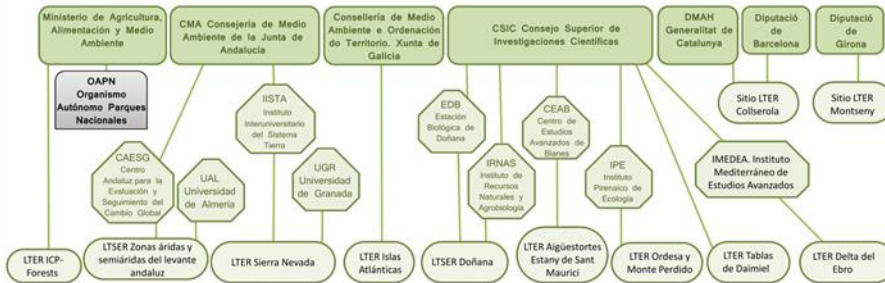 Ministerio de Agricultura,
Alimentación y Medio
Ambiente
CMA Consejería de Medio
Ambiente de la Junta de
Andalucía
Consellería de Medio
Ambiente e Ordenación
do Territorio. Xunta de
Galicia
CSIC Consejo Superior de
Investigaciones Científicas
DMAH
Generalitat de
Catalunya
Diputació
de
Barcelona
Diputació
de
Girona
OAPN
Organismo
Autónomo Parques
Nacionales
IISTA
Instituto
Interuniversitario
del Sistema
Tierra
EDB
Estación
Biológica de
Doñana
CEAB
Centro de
Estudios
Avanzados de
Blanes
Sitio LTER
Collserola
Sitio LTER
Montseny
CAESG
Centro
Andaluz para la
Evaluación y
Seguimiento del
Cambio Global
UAL
Universidad
de Almería
UGR
Universidad
de Granada
IRNAS
Instituto de
Recursos
Naturales y
Agrobiología
IPE
Instituto
Pirenaico de
Ecología
IMEDEA. Instituto
Mediterráneo de
Estudios Avanzados
LTER ICP-
Forests
LTSER Zonas áridas y
semiáridas del levante
andaluz
LTER Sierra Nevada
LTER Islas
Atlánticas
LTSER Doñana
LTER Aigüestortes
Estany de Sant
Maurici
LTER Ordesa y
Monte Perdido
LTER Tablas
de Daimiel
LTER Delta del
Ebro